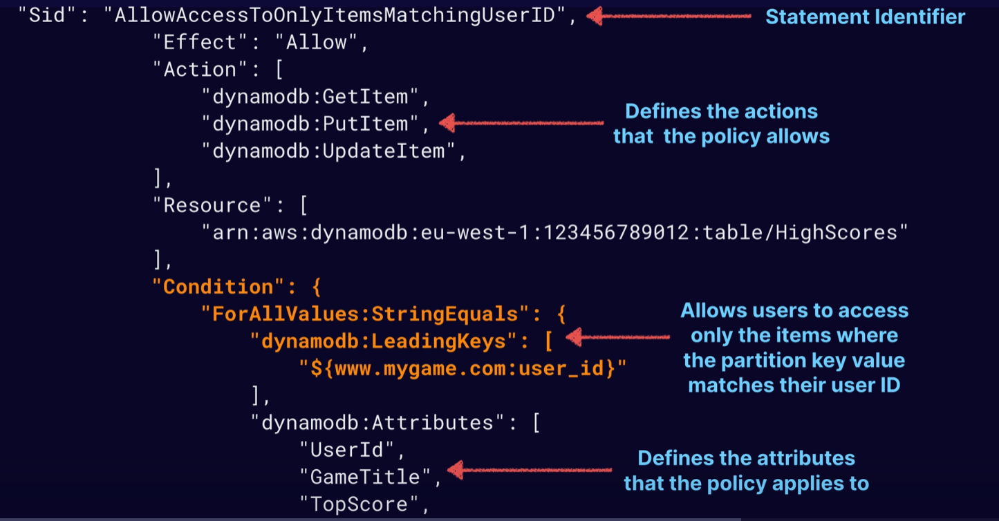 "Sid": "AllowAccessToOnlyItemsMatchingUserID",
Statement Identifier
"Effect": "Allow",
"Action": [
"dynamodb:GetItem",
"dynamodb:PutItem",
"dynamodb:UpdateItem",
Defines the actions
that the policy allows
],
"Resource": [
"arn:aws:dynamodb:eu-west-1:123456789012:table/HighScores"
],
"Condition": {
"ForAllValues:StringEquals": {
"dynamodb:LeadingKeys": [
"${www.mygame.com:user_id}"
Allows users to access
only the items where
the partition key value
matches their user ID
],
"dynamodb:Attributes": [
"UserId",
"GameTitle",
"TopScore",
Defines the attributes
that the policy applies to